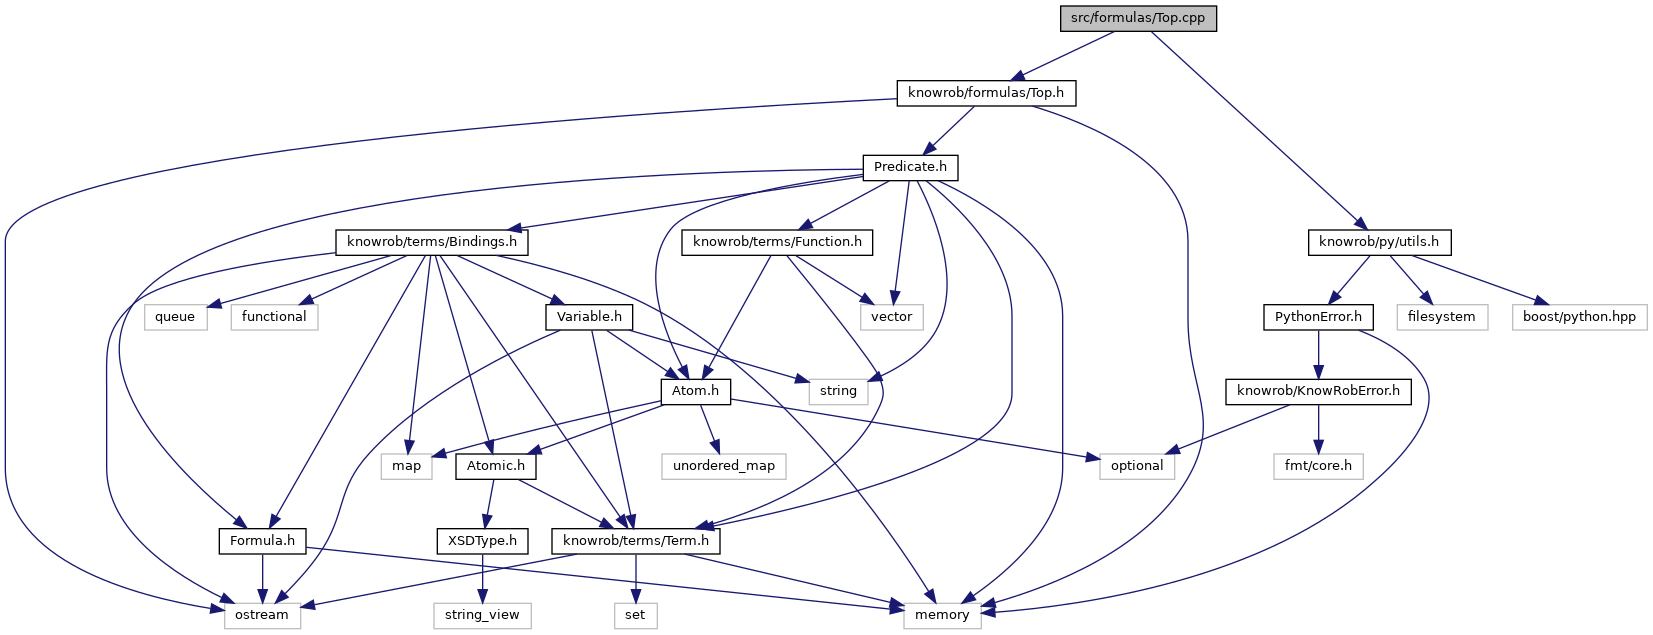 src/formulas/Top.cpp
knowrob/formulas/Top.h
Predicate.h
knowrob/terms/Bindings.h
knowrob/terms/Function.h
knowrob/py/utils.h
queue
functional
Variable.h
vector
PythonError.h
filesystem
boost/python.hpp
Atom.h
string
knowrob/KnowRobError.h
map
Atomic.h
unordered_map
optional
fmt/core.h
Formula.h
XSDType.h
knowrob/terms/Term.h
ostream
string_view
set
memory